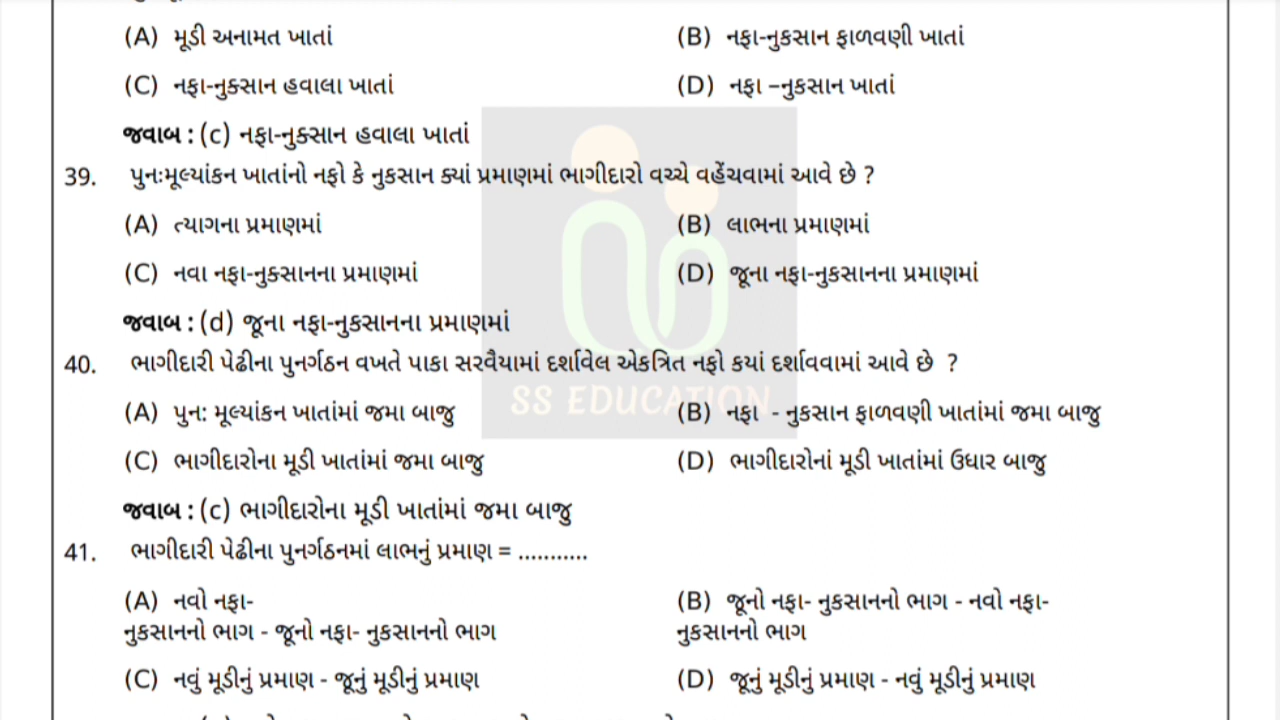 (A) મૂડી અનામત ખાતાં
(B) નફા-નુકસાન ફાળવણી ખાતાં
(C) નફા-નુક્સાન હવાલા ખાતાં
(D) નફા –નુકસાન ખાતાં
જવાબ : (c) નફા-નુક્સાન હવાલા ખાતાં
39. પુનઃમૂલ્યાંકન ખાતાંનો નફો કે નુકસાન ક્યાં પ્રમાણમાં ભાગીદારો વચ્ચે વહેંચવામાં આવે છે ?
(A) ત્યાગના પ્રમાણમાં
(B) લાભના પ્રમાણમાં
(C) નવા નફા-નુકસાનના પ્રમાણમાં
(D) જૂના નફા-નુકસાનના પ્રમાણમાં
જવાબ : (d) જૂના નફા-નુકસાનના પ્રમાણમાં
40. ભાગીદારી પેઢીના પુનર્ગઠન વખતે પાકા સરવૈયામાં દર્શાવેલ એકત્રિત નફો કયાં દર્શાવવામાં આવે છે ?
SS EDUCATION
(A) પુન: મૂલ્યાંકન ખાતાંમાં જમા બાજુ
(B) નફા - નુકસાન ફાળવણી ખાતાંમાં જમા બાજુ
(C) ભાગીદારોના મૂડી ખાતાંમાં જમા બાજુ
(D) ભાગીદારોનાં મૂડી ખાતાંમાં ઉધાર બાજુ
જવાબ : (c) ભાગીદારોના મૂડી ખાતાંમાં જમા બાજુ
41. ભાગીદારી પેઢીના પુનર્ગઠનમાં લાભનું પ્રમાણ = ...........
(A) નવો નફા-
નુકસાનનો ભાગ - જૂનો નફા- નુકસાનનો ભાગ
(B) જૂનો નફા- નુકસાનનો ભાગ - નવો નફા-
નુકસાનનો ભાગ
(C) નવું મૂડીનું પ્રમાણ - જૂનું મૂડીનું પ્રમાણ
(D) જૂનું મૂડીનું પ્રમાણ - નવું મૂડીનું પ્રમાણ